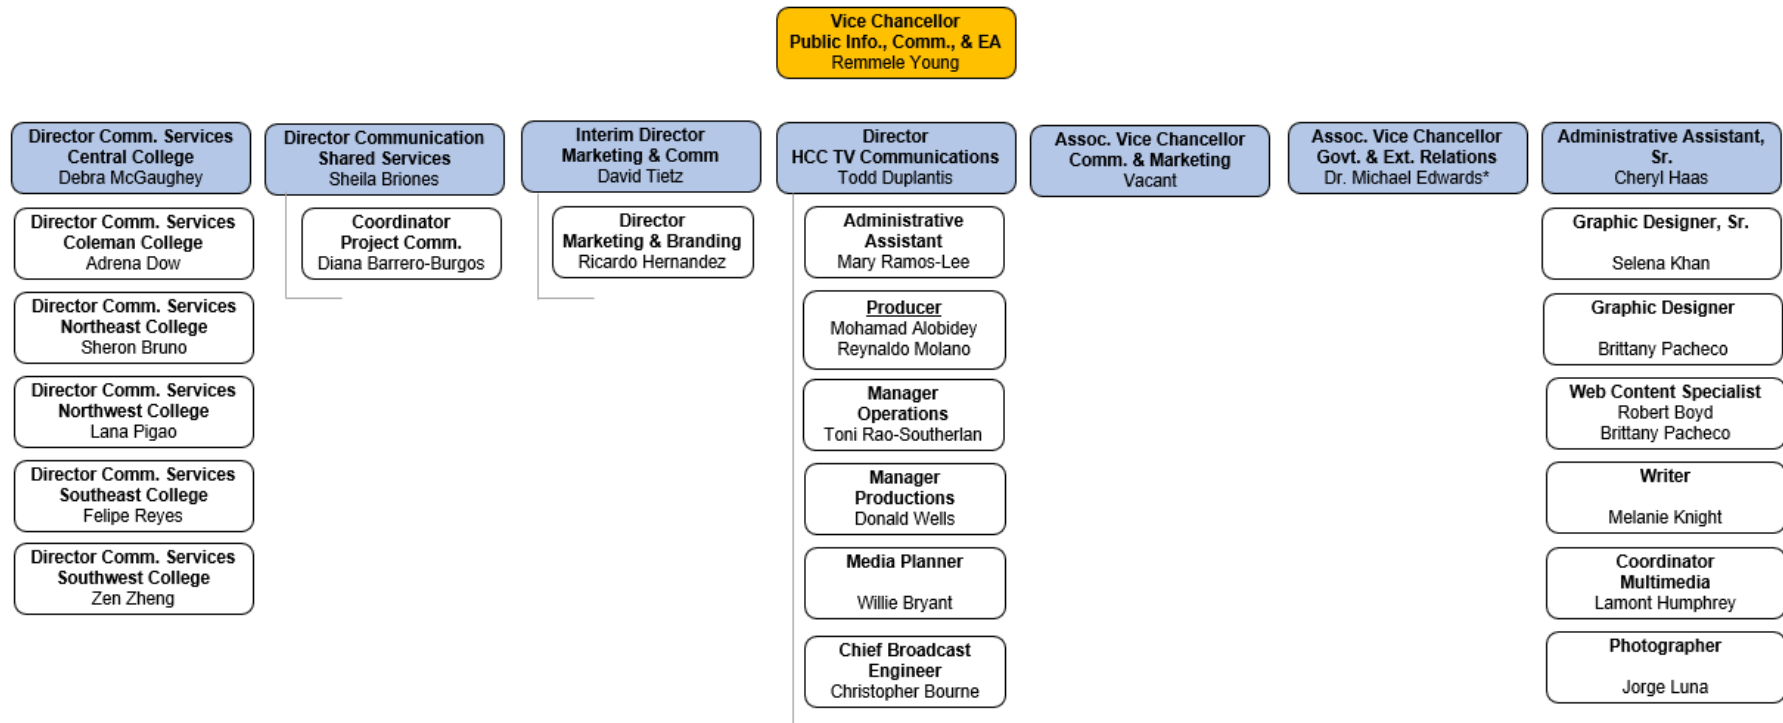 Vice Chancellor
Public Info., Comm., & EA
Remmele Young
Director Comm. Services
Central College
Debra McGaughey
Director Comm. Services
Coleman College
Adrena Dow
Director Comm. Services
Northeast College
Sheron Bruno
Director Comm. Services
Northwest College
Lana Pigao
Director Comm. Services
Southeast College
Felipe Reyes
Director Comm. Services
Southwest College
Zen Zheng
Director Communication
Shared Services
Sheila Briones
Coordinator
Project Comm.
Diana Barrero-Burgos
Interim Director
Marketing & Comm
David Tietz
Director
Marketing & Branding
Ricardo Hernandez
Director
HCC TV Communications
Todd Duplantis
Administrative
Assistant
Mary Ramos-Lee
Producer
Mohamad Alobidey
Reynaldo Molano
Manager
Operations
Toni Rao-Southerlan
Manager
Productions
Donald Wells
Media Planner
Willie Bryant
Chief Broadcast
Engineer
Christopher Bourne
Assoc. Vice Chancellor
Comm. & Marketing
Vacant
Assoc. Vice Chancellor
Govt. & Ext. Relations
Dr. Michael Edwards*
Administrative Assistant,
Sr.
Cheryl Haas
Graphic Designer, Sr.
Selena Khan
Graphic Designer
Brittany Pacheco
Web Content Specialist
Robert Boyd
Brittany Pacheco
Writer
Melanie Knight
Coordinator
Multimedia
Lamont Humphrey
Photographer
Jorge Luna